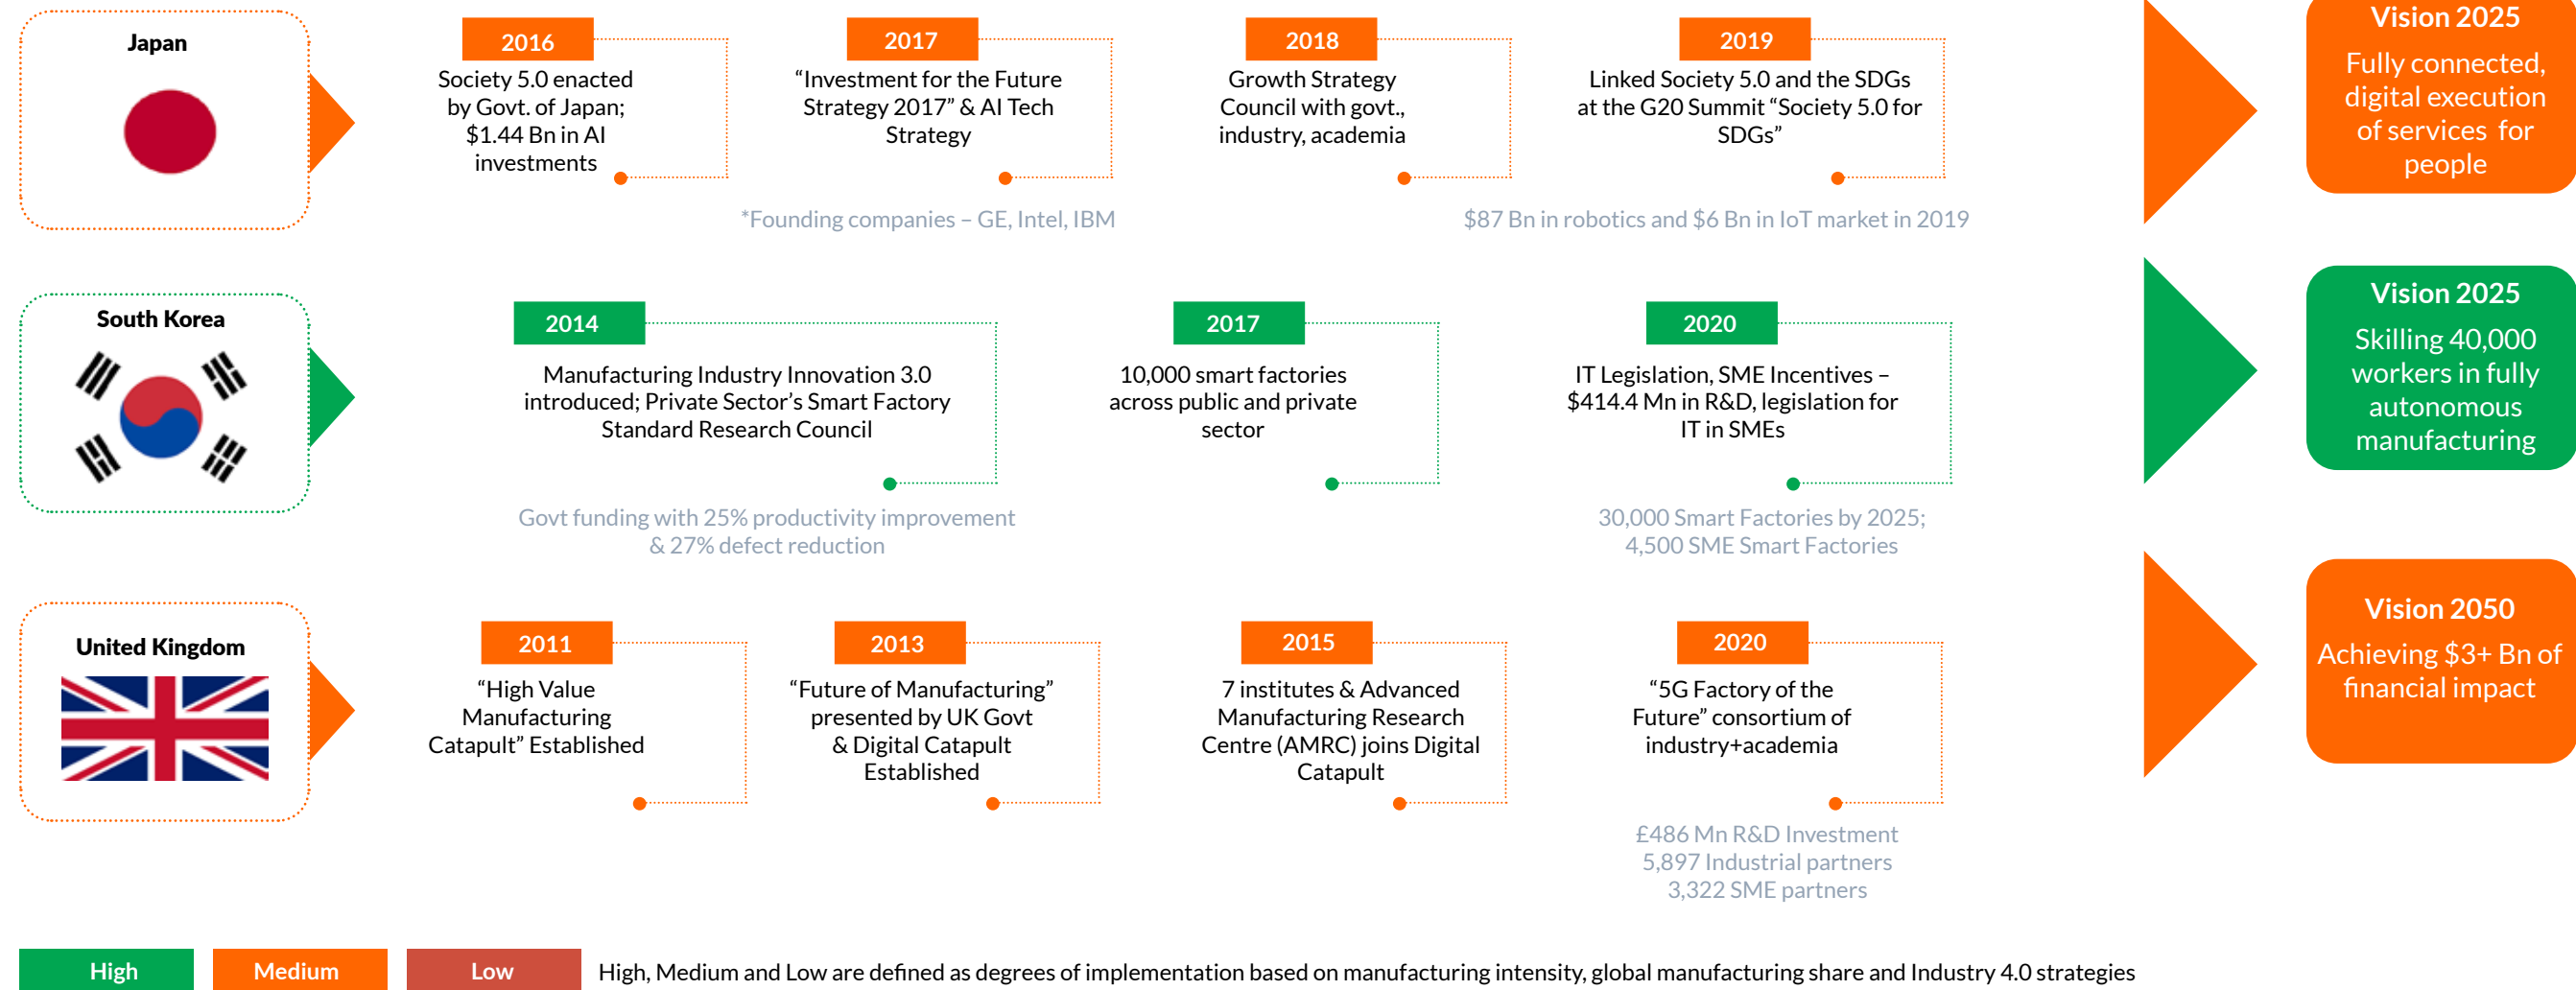 Japan
2016
Society 5.0 enacted
by Govt. of Japan;
$1.44 Bn in AI
investments
2017
“Investment for the Future
Strategy 2017” & AI Tech
Strategy
2018
Growth Strategy
Council with govt.,
industry, academia
2019
Linked Society 5.0 and the SDGs
at the G20 Summit “Society 5.0 for
SDGs”
*Founding companies – GE, Intel, IBM
$87 Bn in robotics and $6 Bn in IoT market in 2019
Vision 2025
Fully connected,
digital execution
of services for
people
South Korea
2014
Manufacturing Industry Innovation 3.0
introduced; Private Sector’s Smart Factory
Standard Research Council
Govt funding with 25% productivity improvement
& 27% defect reduction
2017
10,000 smart factories
across public and private
sector
2020
IT Legislation, SME Incentives –
$414.4 Mn in R&D, legislation for
IT in SMEs
30,000 Smart Factories by 2025;
4,500 SME Smart Factories
Vision 2025
Skilling 40,000
workers in fully
autonomous
manufacturing
United Kingdom
2011
“High Value
Manufacturing
Catapult” Established
2013
“Future of Manufacturing”
presented by UK Govt
& Digital Catapult
Established
2015
7 institutes & Advanced
Manufacturing Research
Centre (AMRC) joins Digital
Catapult
2020
“5G Factory of the
Future” consortium of
industry+academia
£486 Mn R&D Investment
5,897 Industrial partners
3,322 SME partners
Vision 2050
Achieving $3+ Bn of
financial impact
High
Medium
Low
High, Medium and Low are defined as degrees of implementation based on manufacturing intensity, global manufacturing share and Industry 4.0 strategies